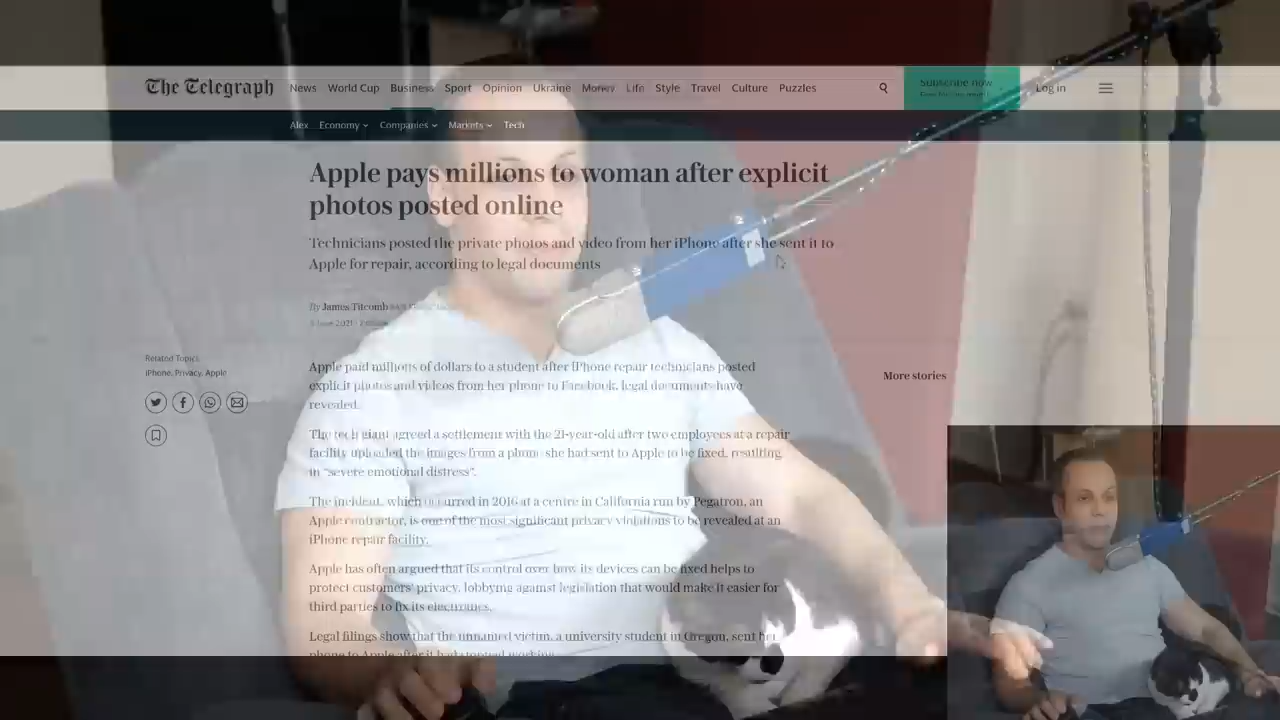 The Telegraph
News World Cup Business Sport Opinion Ukraine Money Life Style Travel Culture Puzzles
Subscribe now
Log in
Alex Economy Companies Markets Tech
Apple pays millions to woman after explicit
photos posted online
Technicians posted the private photos and video from her iPhone after she sent it to
Apple for repair, according to legal documents
By James Titcomb
Related Topics
iPhone, Privacy, Apple
More stories
Apple paid millions of dollars to a student after iPhone repair technicians posted
explicit photos and videos from her phone to Facebook, legal documents have
revealed.
The tech giant agreed a settlement with the 21-year-old after two employees at a repair
facility uploaded the images from a phone she had sent to Apple to be fixed, resulting
in "severe emotional distress".
The incident, which occurred in 2016 at a centre in California run by Pegatron, an
Apple contractor, is one of the most significant privacy violations to be revealed at an
iPhone repair facility.
Apple has often argued that its control over how its devices can be fixed helps to
protect customers' privacy, lobbying against legislation that would make it easier for
third parties to fix its electronics.
Legal filings show that the unnamed victim, a university student in Oregon, sent her
phone to Apple after it had stopped working